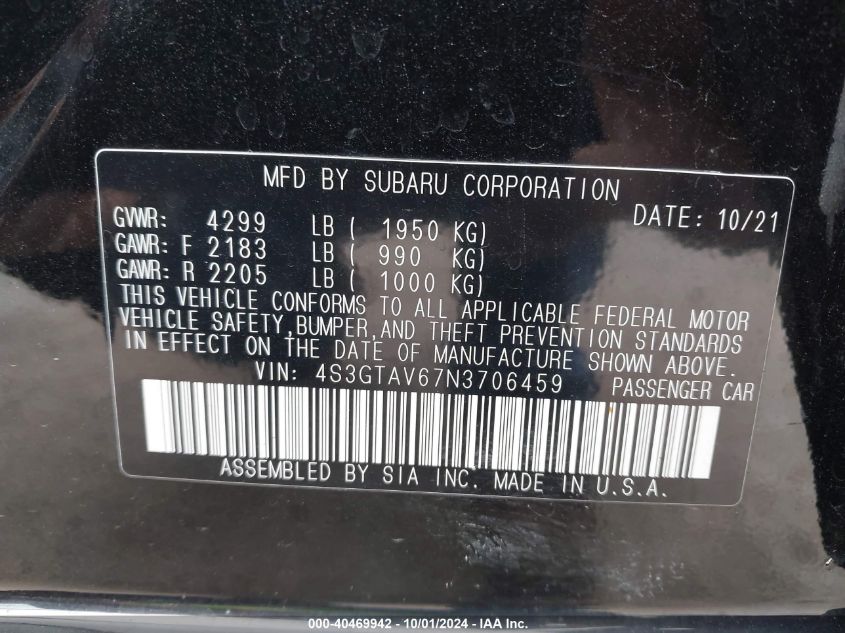 MFD BY SUBARU CORPORATION
GVWR: 4299 LB ( 1950 KG) DATE: 10/21
GAWR: F 2183 LB ( 990 KG)
GAWR: R 2205 LB ( 1000 KG)
THIS VEHICLE CONFORMS TO ALL APPLICABLE FEDERAL MOTOR
VEHICLE SAFETY,BUMPER,AND THEFT PREVENTION STANDARDS
IN EFFECT ON THE DATE OF MANUFACTURE SHOWN ABOVE.
VIN: 4S3GTAV67N3706459 PASSENGER CAR
ASSEMBLED BY SIA INC. MADE IN U.S.A.
000-40469942 - 10/01/2024 - IAAI.com